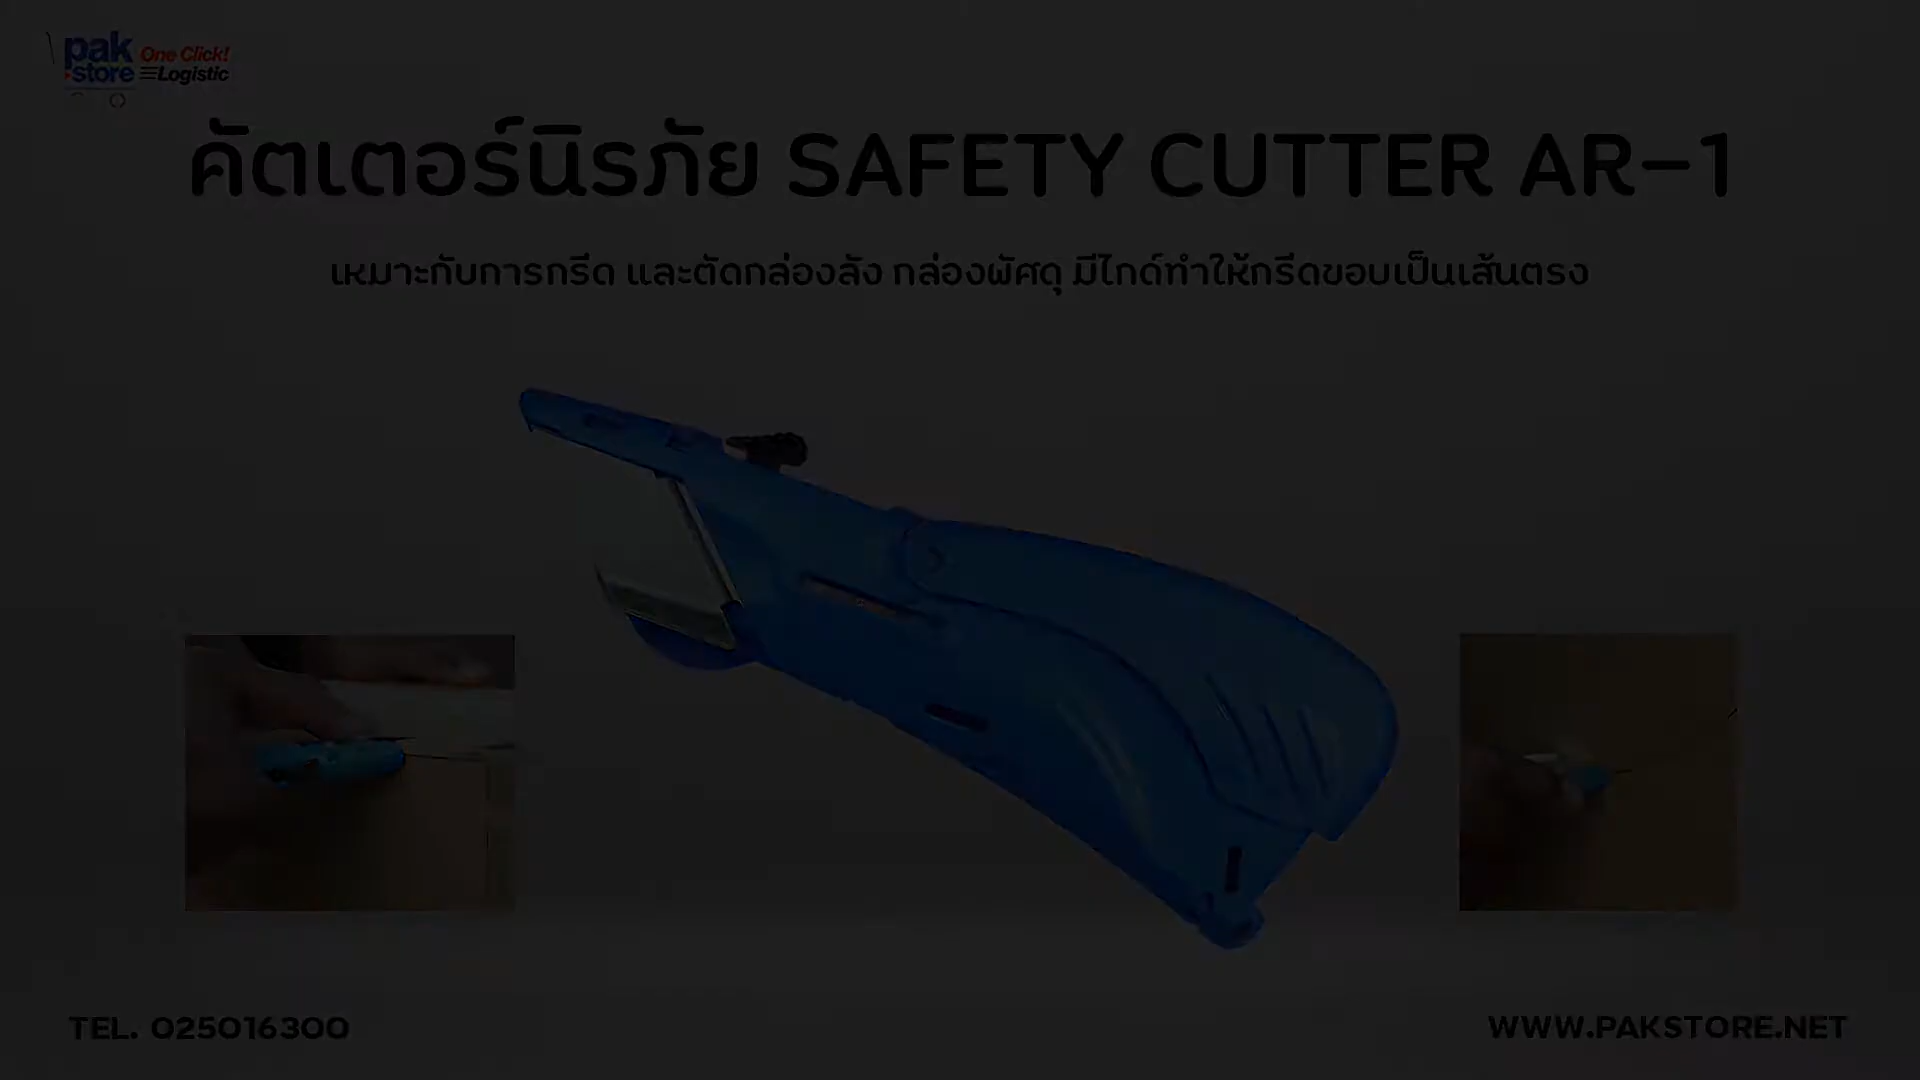 pak One Click!
store Logistic
คัตเตอร์นิรภัย SAFETY CUTTER AR-1
เหมาะกับการกรีด และตัดกล่องลัง กล่องพัศดุ มีไกด์ทำให้กรีดขอบเป็นเส้นตรง
TEL. 025016300
WWW.PAKSTORE.NET